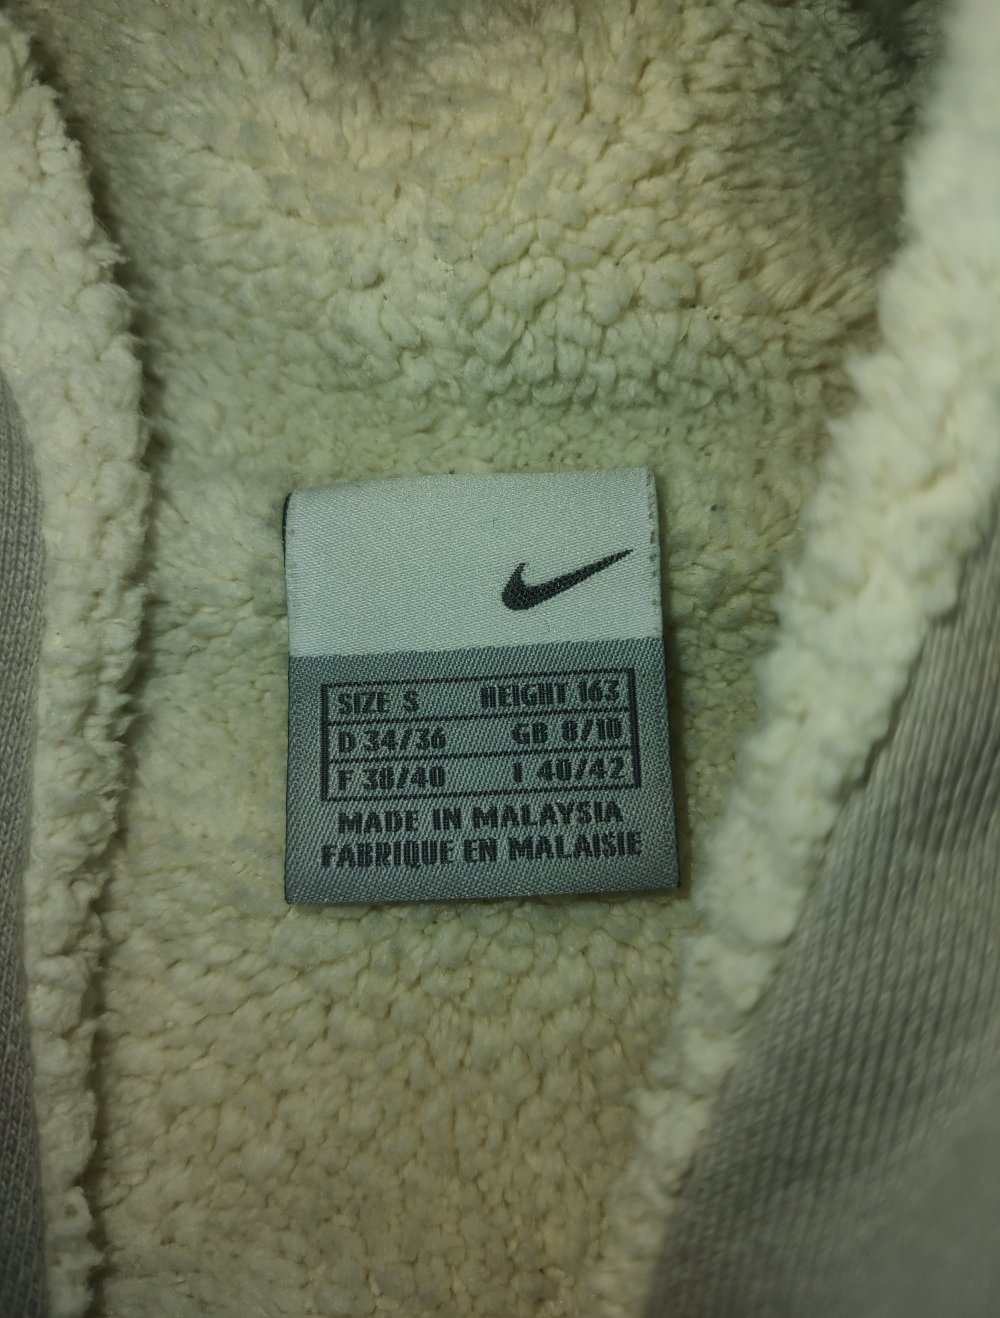 SIZE S HEIGHT 163
D 34/36 GB 8/10
F 38/40 I 40/42
MADE IN MALAYSIA
FABRIQUE EN MALAISIE